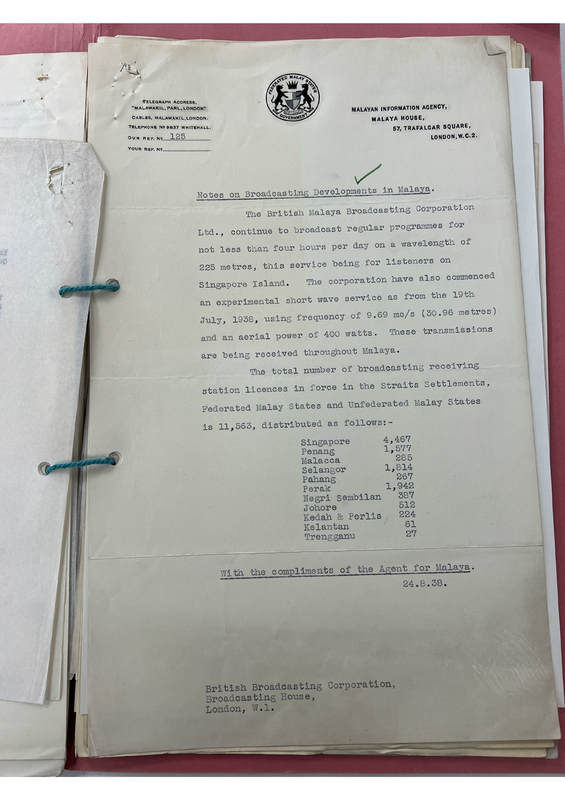 TELEGRAPH ADDRESS,
"MALAWAKIL, PARL, LONDON".
CABLES, MALAWAKIL, LONDON.
TELEPHONE Nº 9837 WHITEHALL.
OUR REF. Nº 125
YOUR REF. Nº
FEDERATED MALAY STATES
GOVERNMENT
MALAYAN INFORMATION AGENCY,
MALAYA HOUSE,
57, TRAFALGAR SQUARE,
LONDON, W.C.2.
Notes on Broadcasting Developments in Malaya.
The British Malaya Broadcasting Corporation
Ltd., continue to broadcast regular programmes for
not less than four hours per day on a wavelength of
225 metres, this service being for listeners on
Singapore Island. The corporation have also commenced
an experimental short wave service as from the 19th
July, 1938, using frequency of 9.69 mo/s (30.96 metres)
and an aerial power of 400 watts. These transmissions
are being received throughout Malaya.
The total number of broadcasting receiving
station licences in force in the Straits Settlements,
Federated Malay States and Unfederated Malay States
is 11,563, distributed as follows:-
Singapore 4,467
Penang 1,577
Malacca 285
Selangor 1,814
Pahang 267
Perak 1,942
Negri Sembilan 387
Johore 512
Kedah & Perlis 224
Kelantan 61
Trengganu 27
With the compliments of the Agent for Malaya.
24.8.38.
British Broadcasting Corporation,
Broadcasting House,
London, W.1.